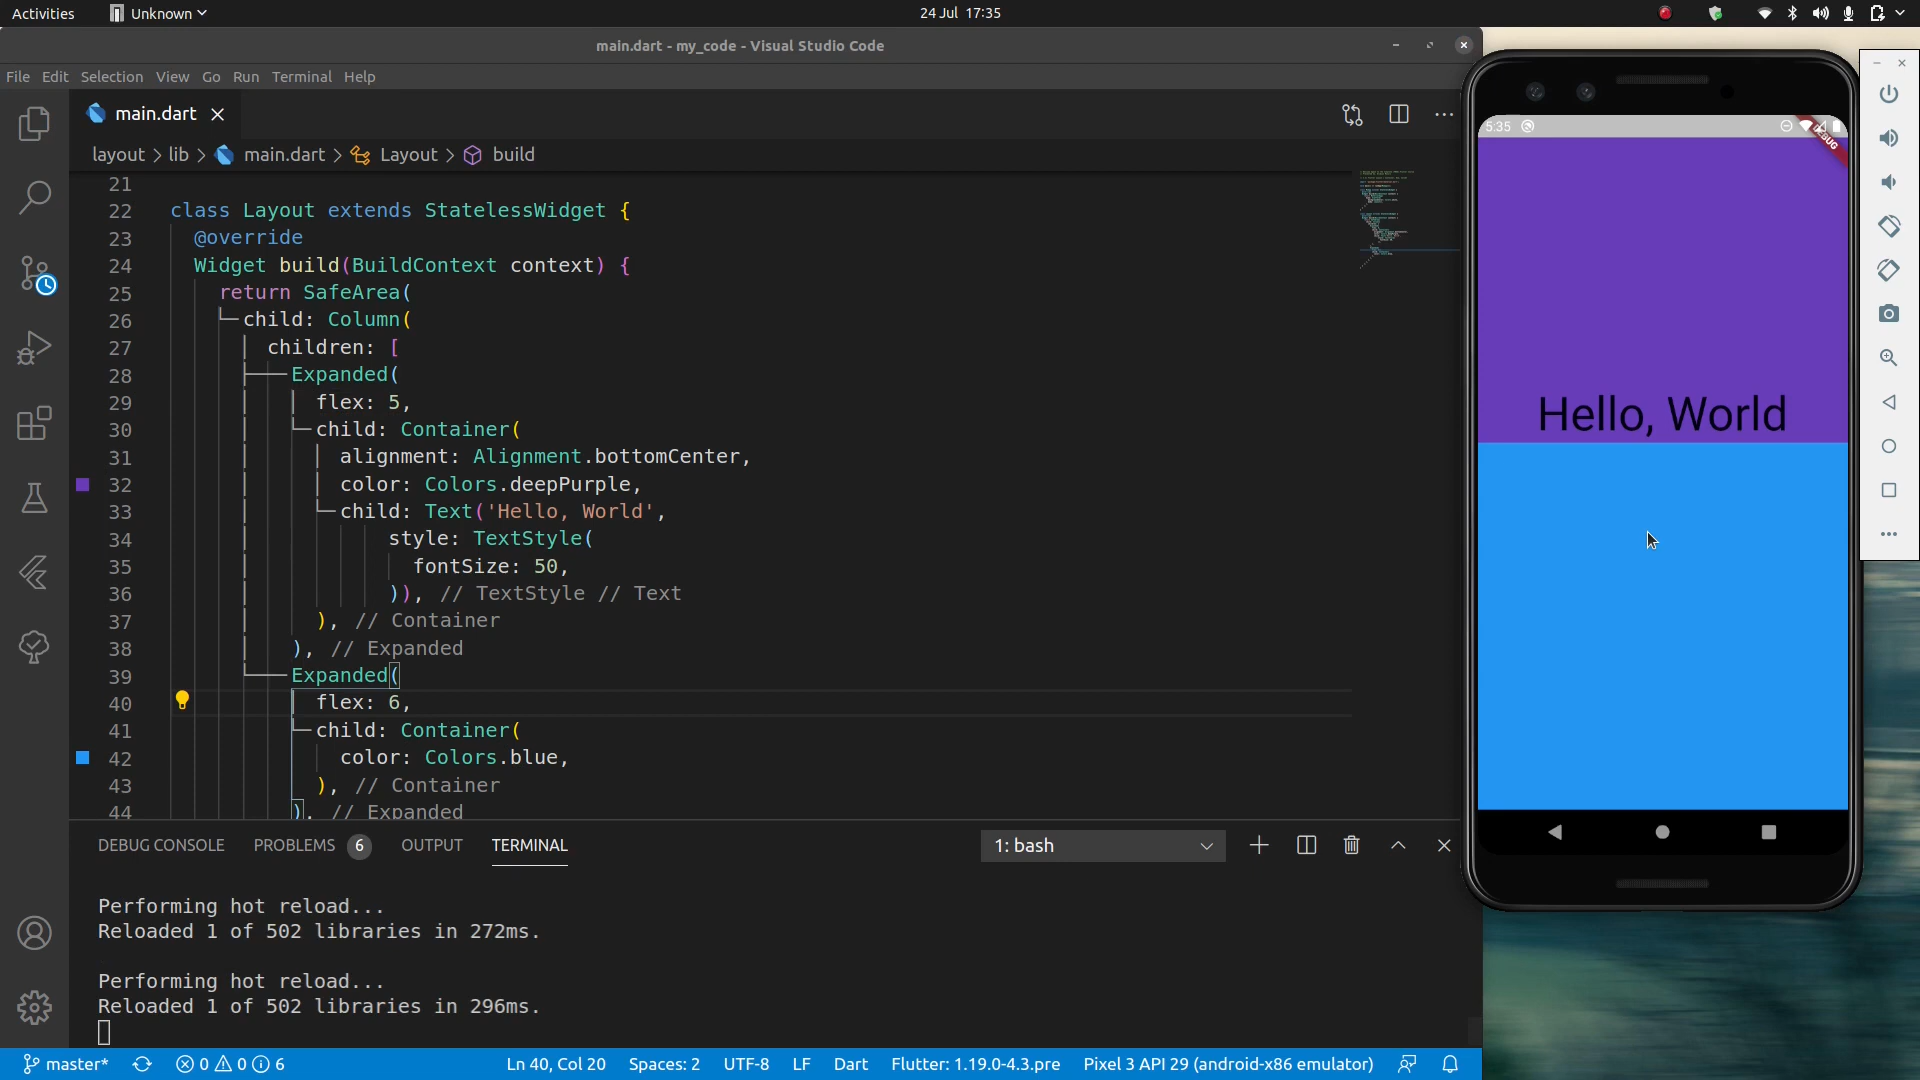 Activities Unknown 24 Jul 17:35
main.dart - my_code - Visual Studio Code
File Edit Selection View Go Run Terminal Help
main.dart
layout > lib > main.dart > Layout > build
21
22 class Layout extends StatelessWidget {
23 @override
24 Widget build(BuildContext context) {
25 return SafeArea(
26 child: Column(
27 children: [
28 Expanded(
29 flex: 5,
30 child: Container(
31 alignment: Alignment.bottomCenter,
32 color: Colors.deepPurple,
33 child: Text('Hello, World',
34 style: TextStyle(
35 fontSize: 50,
36 )), // TextStyle // Text
37 ), // Container
38 ), // Expanded
39 Expanded(
40 flex: 6,
41 child: Container(
42 color: Colors.blue,
43 ), // Container
44 ), // Expanded
DEBUG CONSOLE PROBLEMS 6 OUTPUT TERMINAL 1: bash
Performing hot reload...
Reloaded 1 of 502 libraries in 272ms.
Performing hot reload...
Reloaded 1 of 502 libraries in 296ms.
master* 0 0 6 Ln 40, Col 20 Spaces: 2 UTF-8 LF Dart Flutter: 1.19.0-4.3.pre Pixel 3 API 29 (android-x86 emulator)
5:35
DEBUG
Hello, World